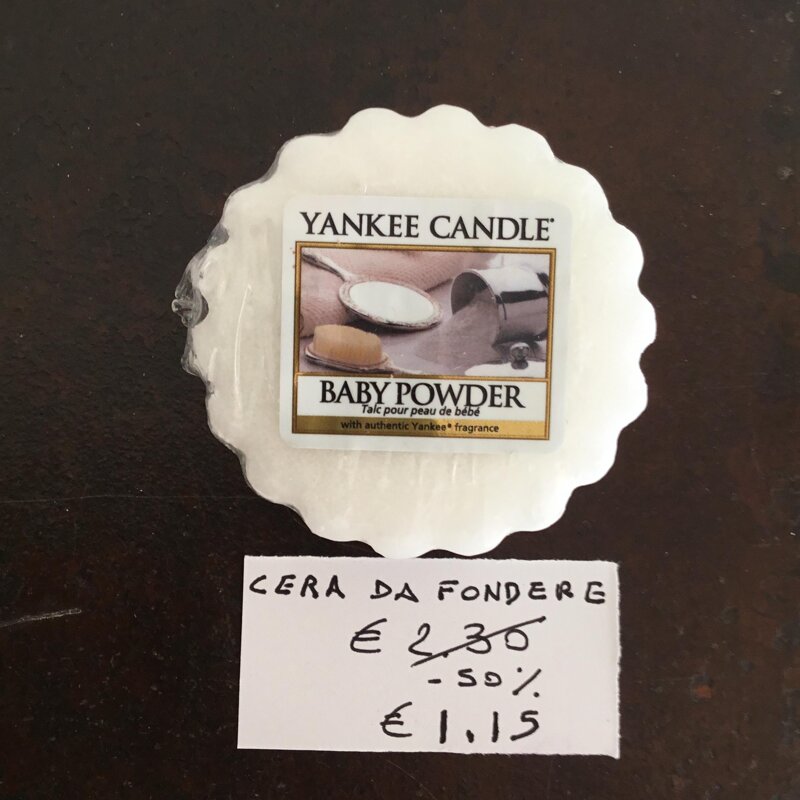 YANKEE CANDLE®
BABY POWDER
Talc pour peau de bébé
with authentic Yankee® fragrance
CERA DA FONDERE
€ 2.30
-50%
€ 1.15